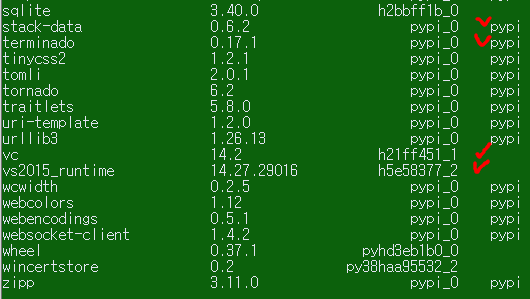 sqlite 3.40.0 h2bbff1b_0
stack-data 0.6.2 pypi_0 pypi
terminado 0.17.1 pypi_0 pypi
tinycss2 1.2.1 pypi_0 pypi
tomli 2.0.1 pypi_0 pypi
tornado 6.2 pypi_0 pypi
traitlets 5.8.0 pypi_0 pypi
uri-template 1.2.0 pypi_0 pypi
urllib3 1.26.13 pypi_0 pypi
vc 14.2 h21ff451_1
vs2015_runtime 14.27.29016 h5e58377_2
wcwidth 0.2.5 pypi_0 pypi
webcolors 1.12 pypi_0 pypi
webencodings 0.5.1 pypi_0 pypi
websocket-client 1.4.2 pypi_0 pypi
wheel 0.37.1 pyhd3eb1b0_0
wincertstore 0.2 py38haa95532_2
zipp 3.11.0 pypi_0 pypi